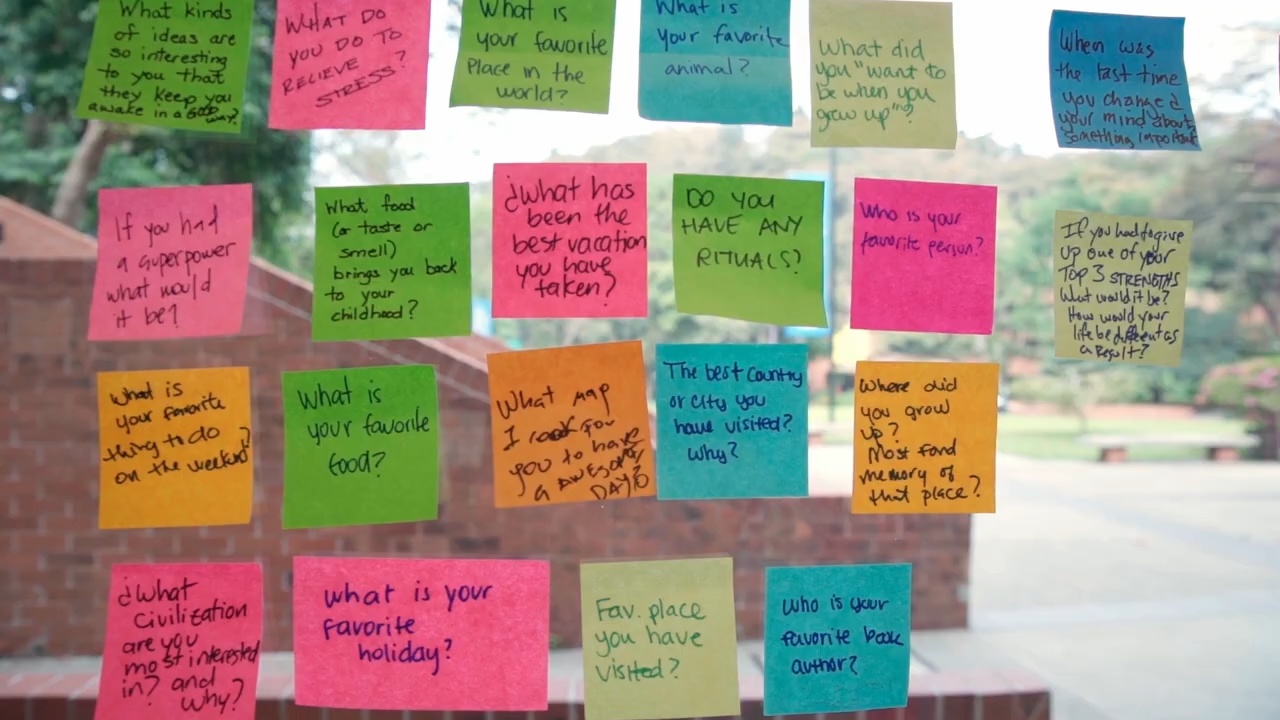 What kinds
of ideas are
so interesting
to you that
they keep you
awake in a GOOD
way?
WHAT DO
YOU DO TO
RELIEVE
STRESS?
What is
your favorite
Place in the
world?
What is
your favorite
animal?
What did
you "want to
be when you
grow up"?
When was
the last time
you changed
your mind about
something important
If you had
a superpower
what would
it be?
What food
(or taste or
smell)
brings you back
to your
childhood?
¿What has
been the
best vacation
you have
taken?
DO YOU
HAVE ANY
RITUALS?
Who is your
favorite person?
If you had to give
Up one of your
TOP 3 STRENGTHS
What would it be?
How would your
life be different as
a result?
What is
your favorite
thing to do
on the weekend?
What is
your favorite
food?
What map
I for
you to have
a AWESOME
DAY?
The best country
or city you
have visited?
Why?
Where did
you grow
up?
Most fond
memory of
that place?
¿What
Civilization
are you
most interested
in? and
Why?
what is your
favorite
holiday?
Fav. place
you have
visited?
Who is your
favorite book
author?